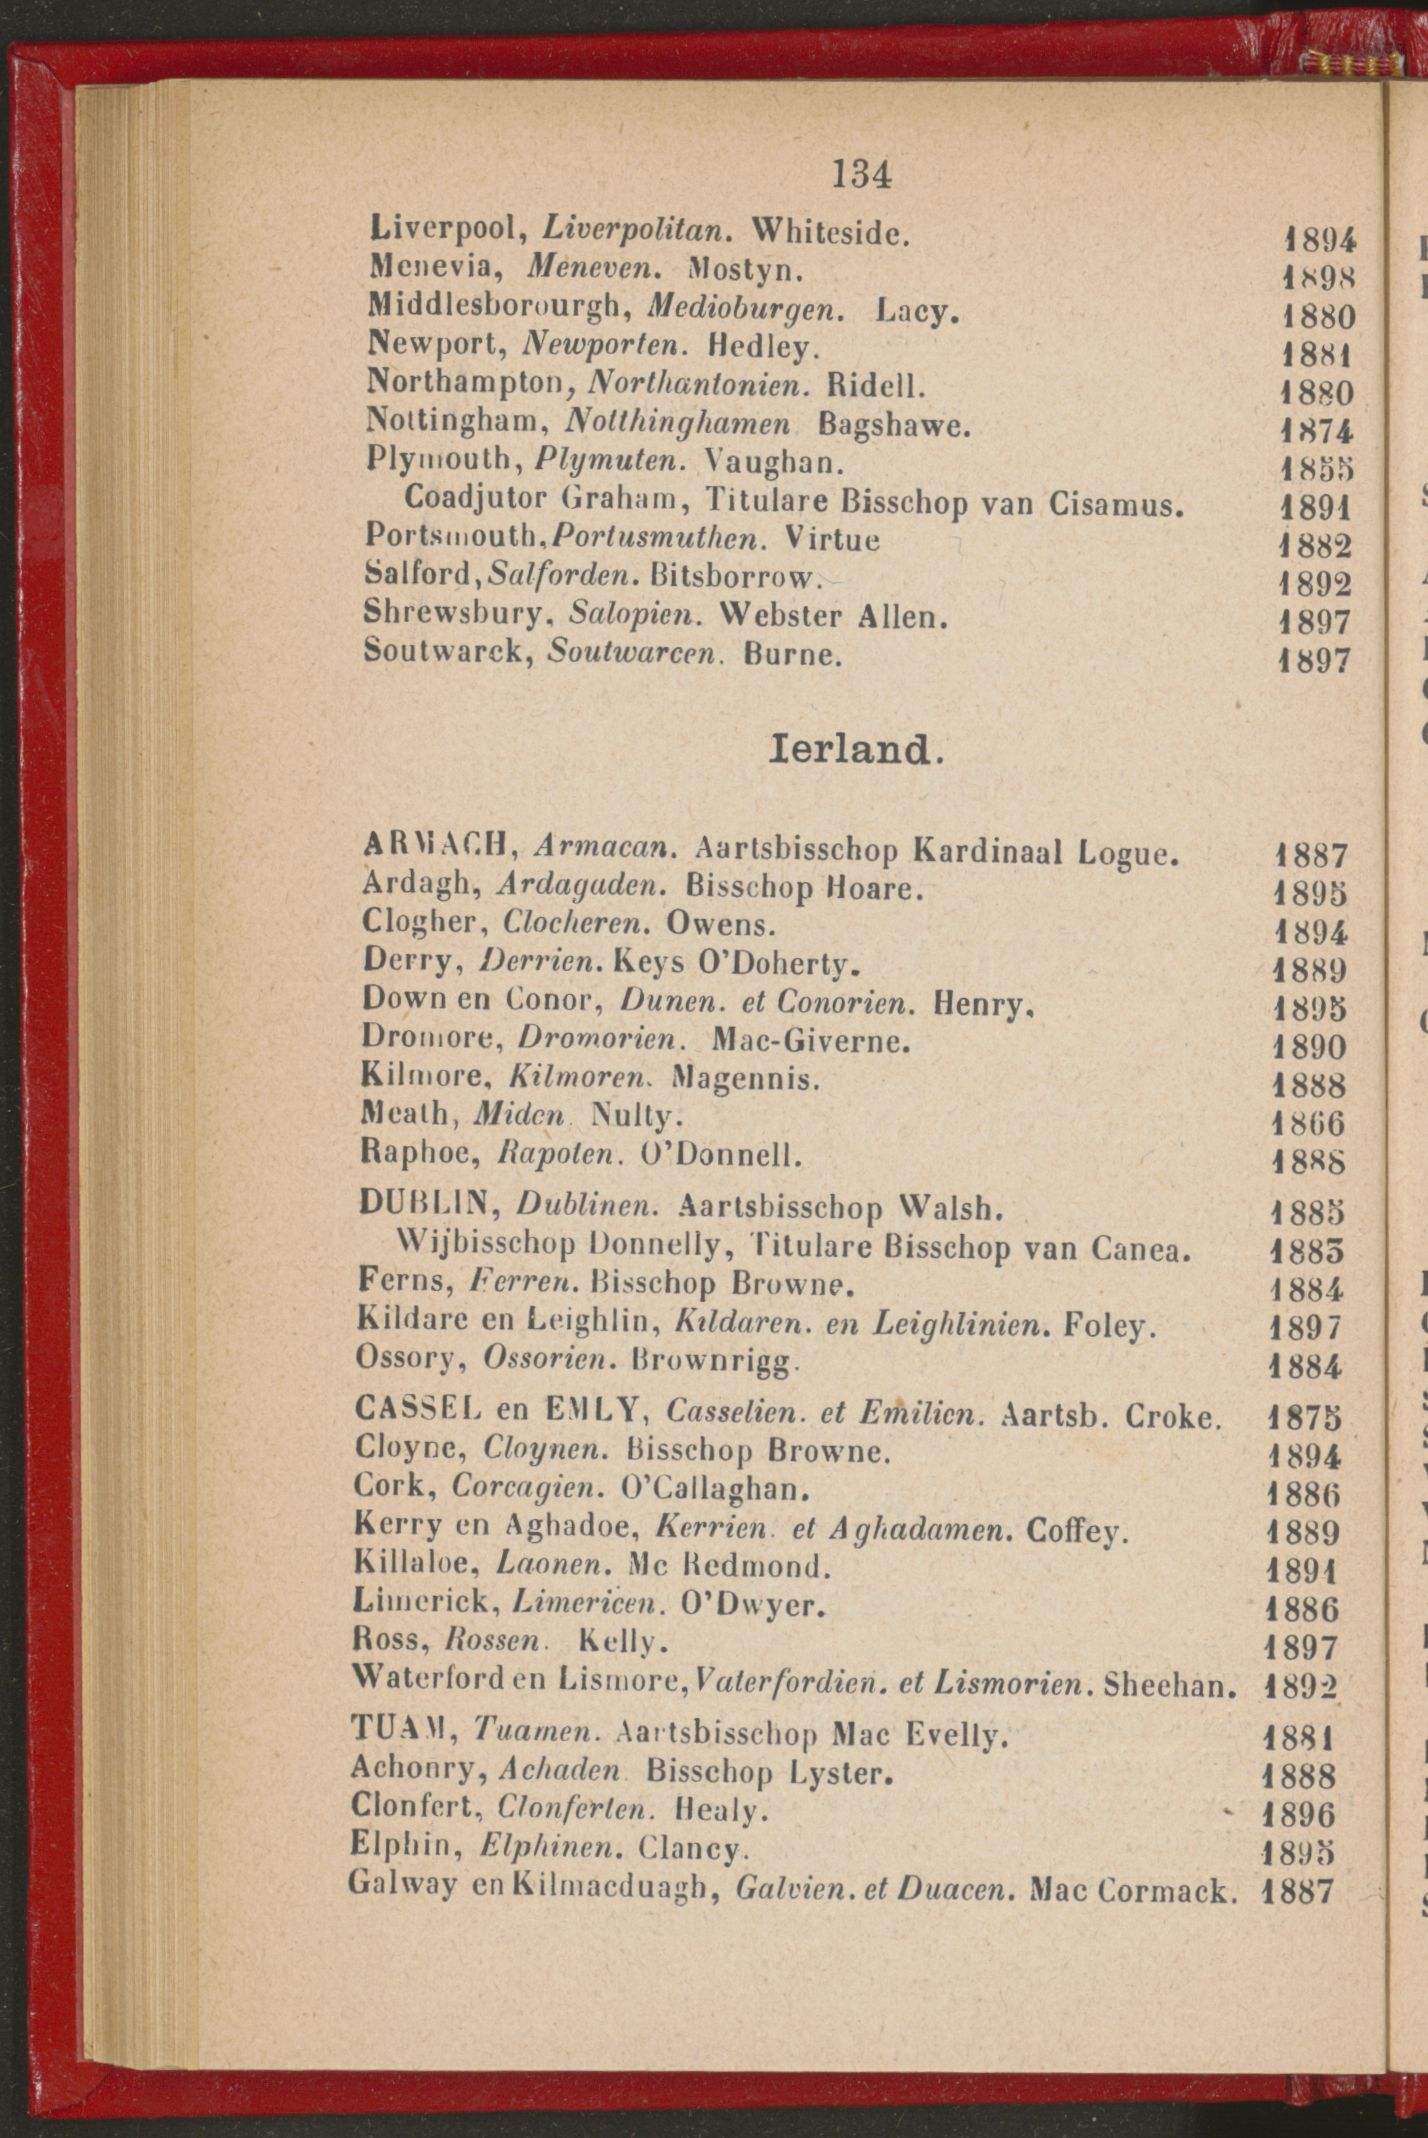 134
Liverpool, Liverpolitan. Whiteside. 1894
Menevia, Meneven. Mostyn. 1898
Middlesborourgh, Medioburgen. Lacy. 1880
Newport, Newporten. Hedley. 1881
Northampton, Northantonien. Ridell. 1880
Nottingham, Notthinghamen Bagshawe. 1874
Plymouth, Plymuten. Vaughan. 1855
Coadjutor Graham, Titulare Bisschop van Cisamus. 1891
Portsmouth, Portusmuthen. Virtue 1882
Salford, Salforden. Bitsborrow. 1892
Shrewsbury, Salopien. Webster Allen. 1897
Soutwarck, Soutwarcen. Burne. 1897
Ierland.
ARMACH, Armacan. Aartsbisschop Kardinaal Logue. 1887
Ardagh, Ardagaden. Bisschop Hoare. 1895
Clogher, Clocheren. Owens. 1894
Derry, Derrien. Keys O'Doherty. 1889
Down en Conor, Dunen. et Conorien. Henry, 1895
Dromore, Dromorien. Mac-Giverne. 1890
Kilmore, Kilmoren. Magennis. 1888
Meath, Miden Nulty. 1866
Raphoe, Rapoten. O'Donnell. 1888
DUBLIN, Dublinen. Aartsbisschop Walsh. 1885
Wijbisschop Donnelly, Titulare Bisschop van Canea. 1883
Ferns, Ferren. Bisschop Browne. 1884
Kildare en Leighlin, Kildaren. en Leighlinien. Foley. 1897
Ossory, Ossorien. Brownrigg. 1884
CASSEL en EMLY, Casselien. et Emilien. Aartsb. Croke. 1875
Cloyne, Cloynen. Bisschop Browne. 1894
Cork, Corcagien. O'Callaghan. 1886
Kerry en Aghadoe, Kerrien. et Aghadamen. Coffey. 1889
Killaloe, Laonen. Mc Redmond. 1891
Limerick, Limericen. O'Dwyer. 1886
Ross, Rossen. Kelly. 1897
Waterford en Lismore, Vaterfordien. et Lismorien. Sheehan. 1892
TUAM, Tuamen. Aartsbisschop Mac Evelly. 1881
Achonry, Achaden Bisschop Lyster. 1888
Clonfert, Clonferten. Healy. 1896
Elphin, Elphinen. Clancy. 1895
Galway en Kilmacduagh, Galvien. et Duacen. Mac Cormack. 1887